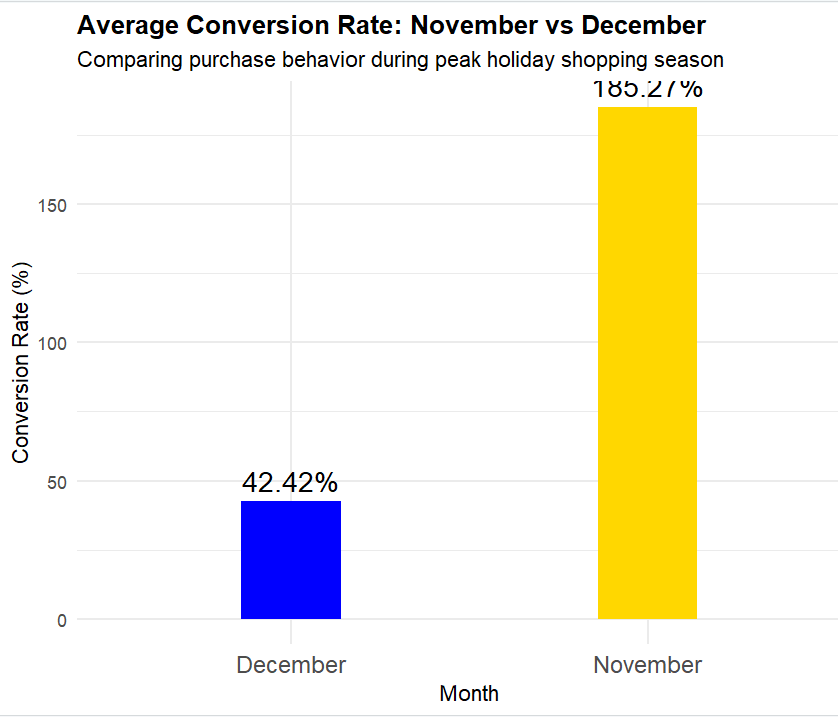 Average Conversion Rate: November vs December
Comparing purchase behavior during peak holiday shopping season
185.27%
150
100
50
0
Conversion Rate (%)
42.42%
December
November
Month